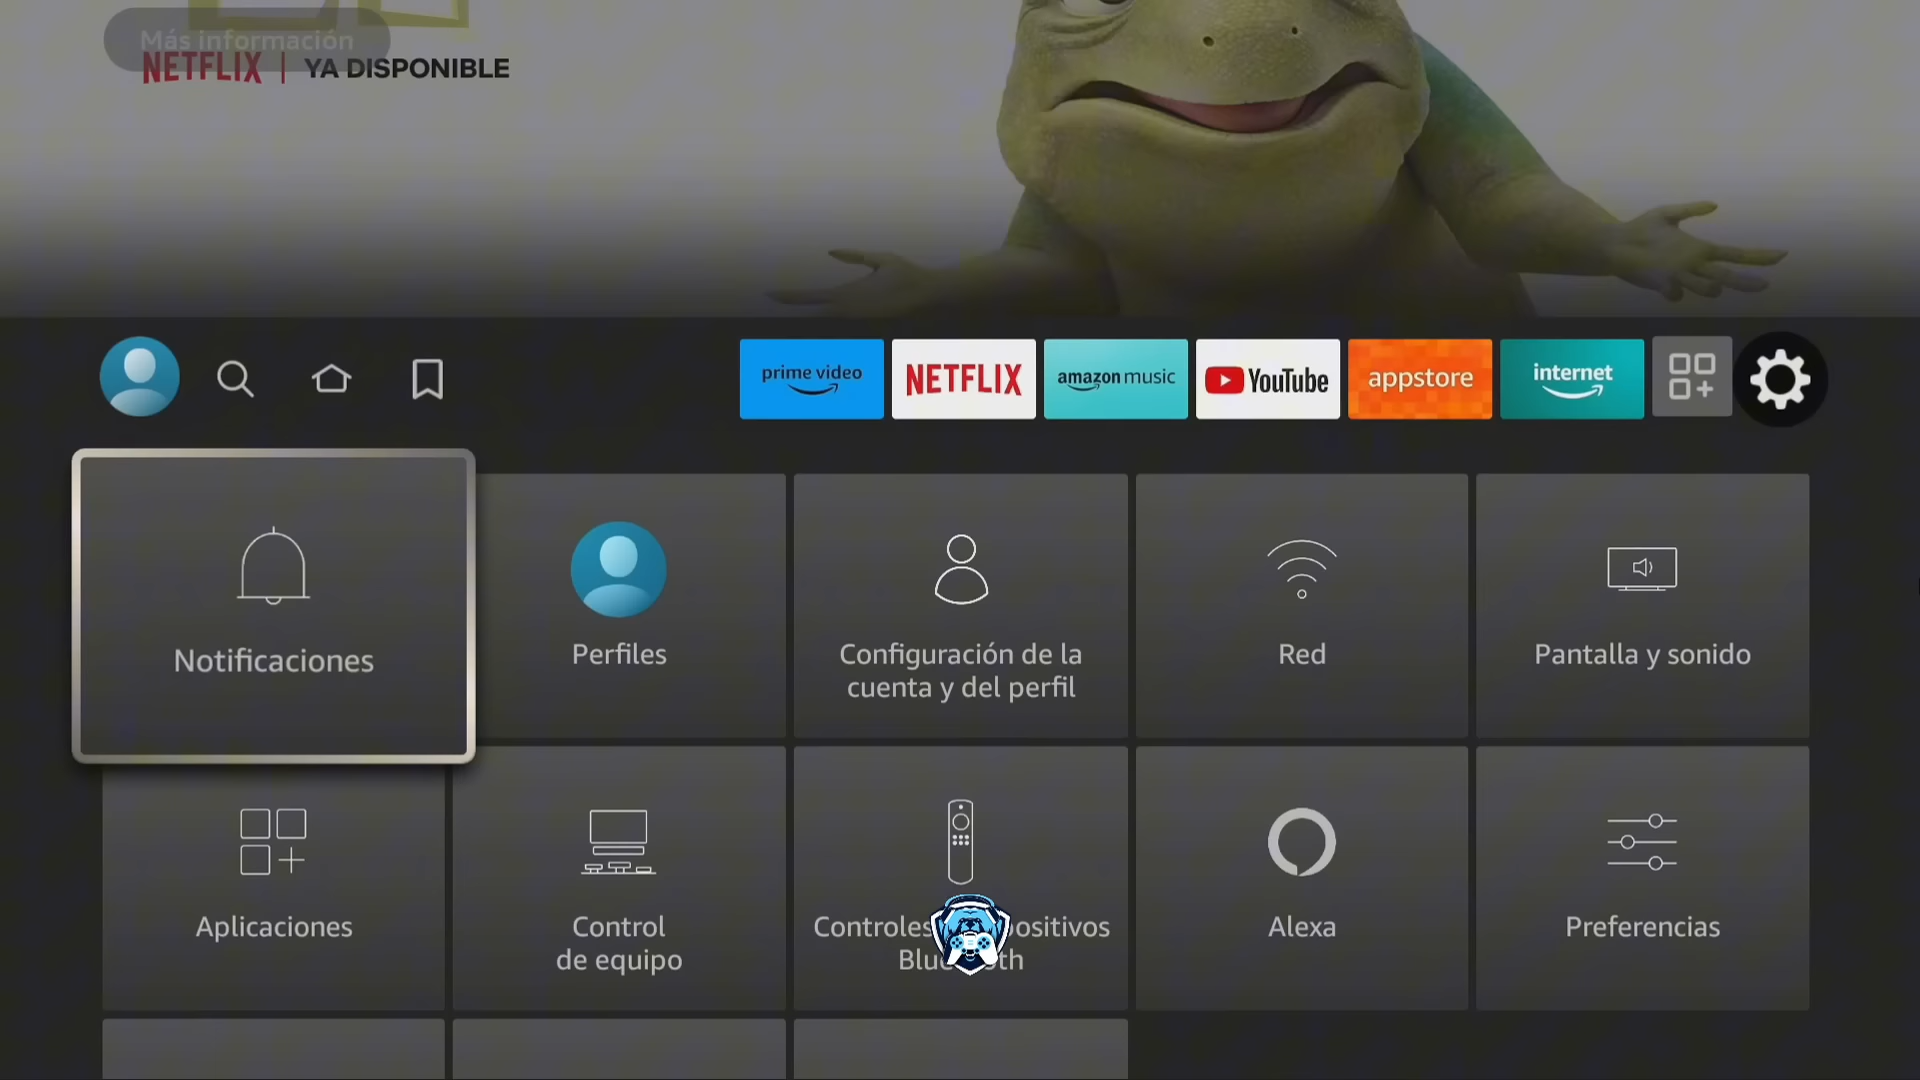 Más información
NETFLIX | YA DISPONIBLE
prime video
NETFLIX
amazon music
YouTube
appstore
internet
Notificaciones
Perfiles
Configuración de la
cuenta y del perfil
Red
Pantalla y sonido
Aplicaciones
Control
de equipo
Controles
ositivos
Blu
th
Alexa
Preferencias